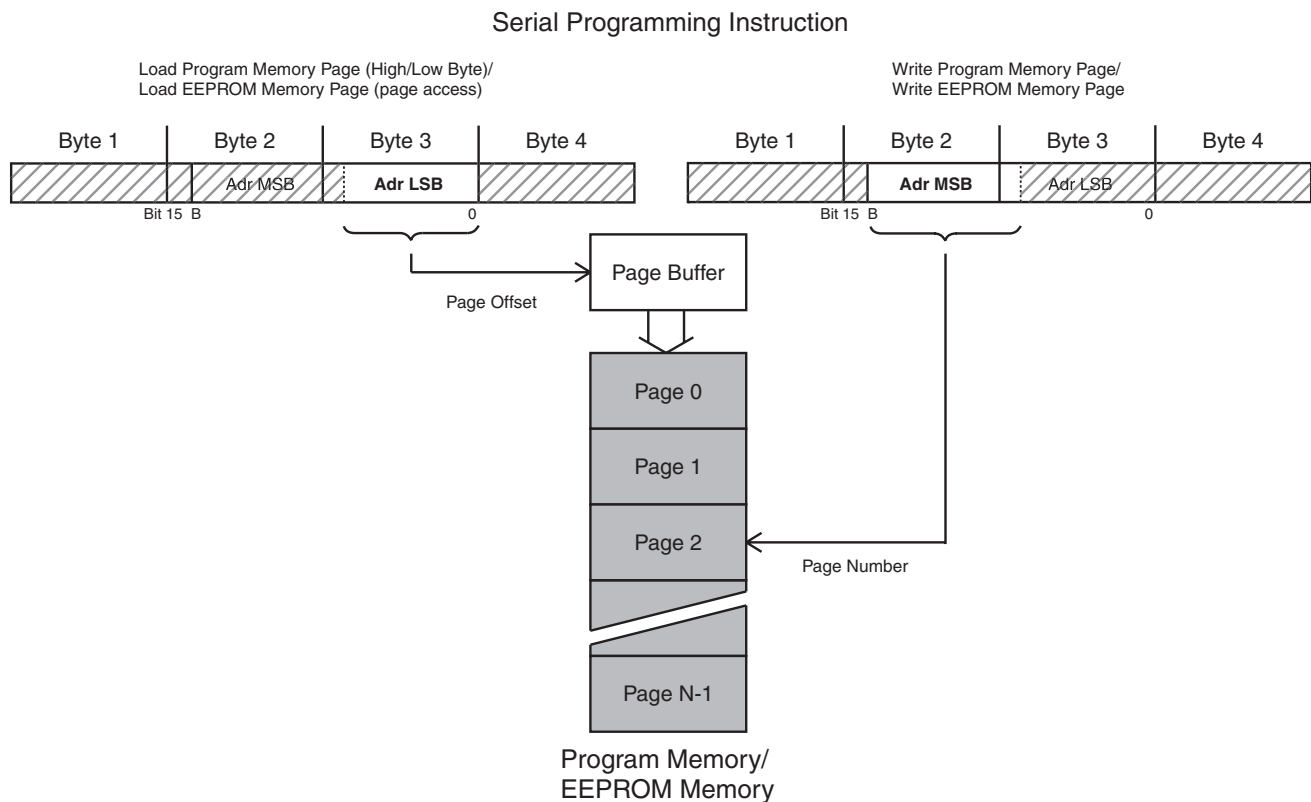 Serial Programming Instruction
Load Program Memory Page (High/Low Byte)/
Load EEPROM Memory Page (page access)
Write Program Memory Page/
Write EEPROM Memory Page
Byte 1 Byte 2 Byte 3 Byte 4
Byte 1 Byte 2 Byte 3 Byte 4
Adr MSB Adr LSB
Adr MSB Adr LSB
Bit 15 B 0
Bit 15 B 0
Page Buffer
Page Offset
Page 0
Page 1
Page 2
Page Number
Page N-1
Program Memory/
EEPROM Memory